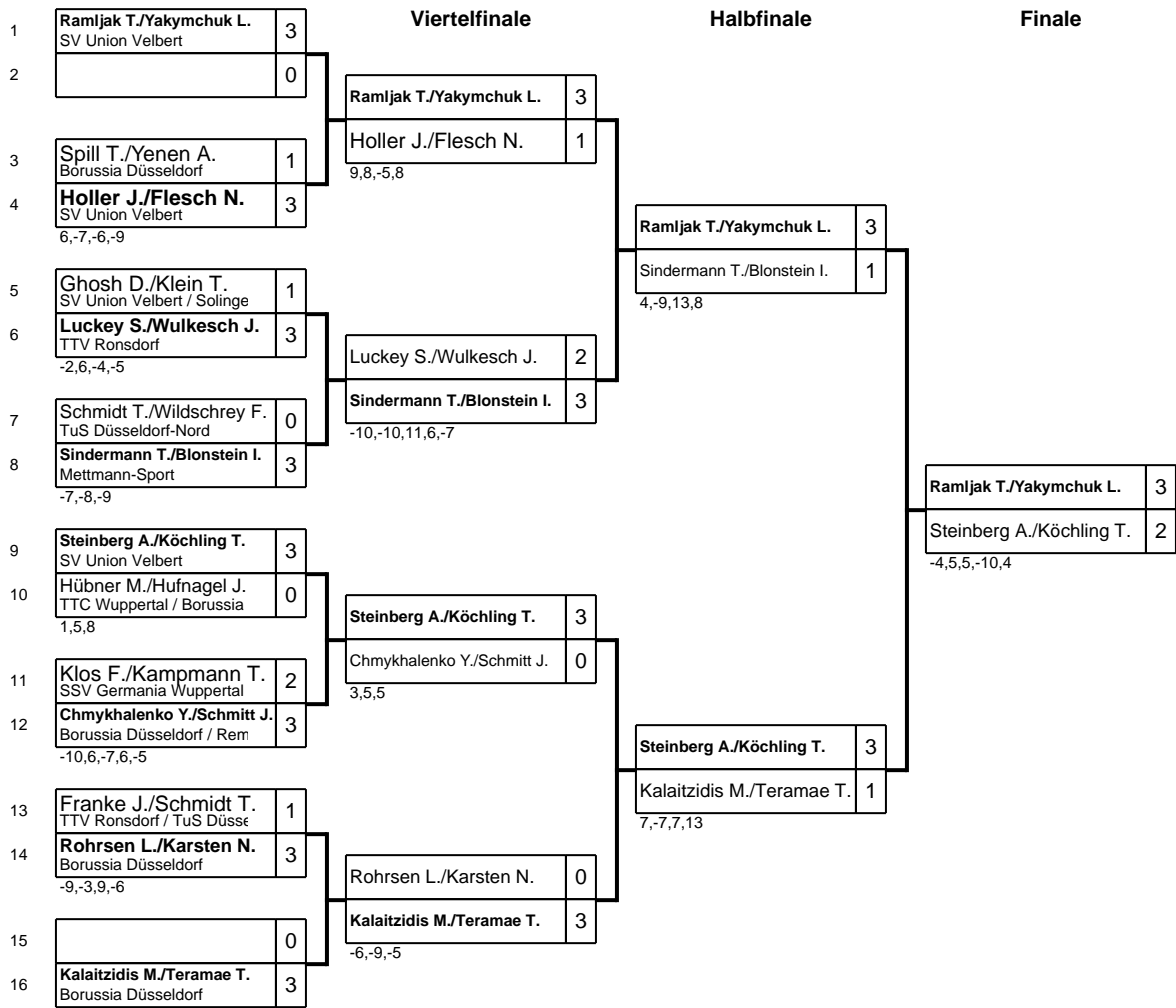 Viertelfinale Halbfinale Finale
1 Ramljak T./Yakymchuk L. 3
SV Union Velbert
2 0
3 Spill T./Yenen A. 1
Borussia Düsseldorf
4 Holler J./Flesch N. 3
SV Union Velbert
6,-7,-6,-9
5 Ghosh D./Klein T. 1
SV Union Velbert / Solinge
6 Luckey S./Wulkesch J. 3
TTV Ronsdorf
-2,6,-4,-5
7 Schmidt T./Wildschrey F. 0
TuS Düsseldorf-Nord
8 Sindermann T./Blonstein I. 3
Mettmann-Sport
-7,-8,-9
9 Steinberg A./Köchling T. 3
SV Union Velbert
10 Hübner M./Hufnagel J. 0
TTC Wuppertal / Borussia
1,5,8
11 Klos F./Kampmann T. 2
SSV Germania Wuppertal
12 Chmykhalenko Y./Schmitt J. 3
Borussia Düsseldorf / Rem
-10,6,-7,6,-5
13 Franke J./Schmidt T. 1
TTV Ronsdorf / TuS Düsse
14 Rohrsen L./Karsten N. 3
Borussia Düsseldorf
-9,-3,9,-6
15 0
16 Kalaitzidis M./Teramae T. 3
Borussia Düsseldorf
Ramljak T./Yakymchuk L. 3
Holler J./Flesch N. 1
9,8,-5,8
Luckey S./Wulkesch J. 2
Sindermann T./Blonstein I. 3
-10,-10,11,6,-7
Steinberg A./Köchling T. 3
Chmykhalenko Y./Schmitt J. 0
3,5,5
Rohrsen L./Karsten N. 0
Kalaitzidis M./Teramae T. 3
-6,-9,-5
Ramljak T./Yakymchuk L. 3
Sindermann T./Blonstein I. 1
4,-9,13,8
Steinberg A./Köchling T. 3
Kalaitzidis M./Teramae T. 1
7,-7,7,13
Ramljak T./Yakymchuk L. 3
Steinberg A./Köchling T. 2
-4,5,5,-10,4